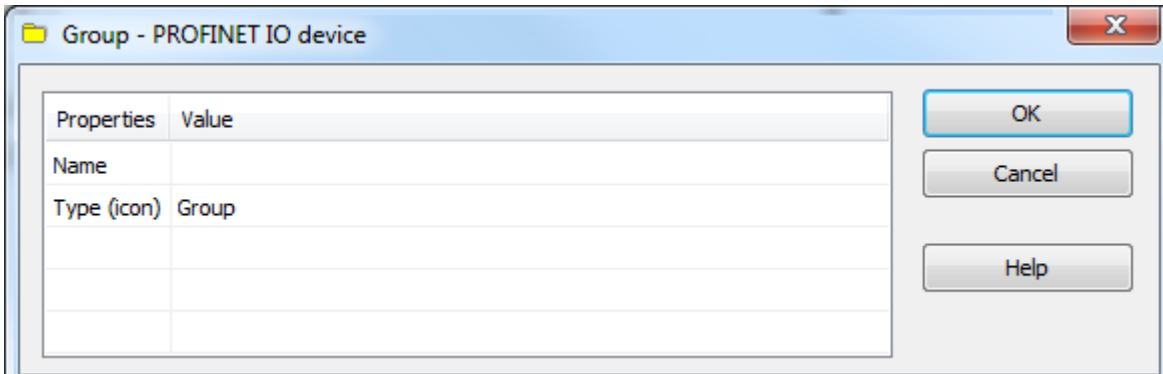 Group - PROFINET IO device
Properties Value
Name
Type (icon) Group
OK
Cancel
Help